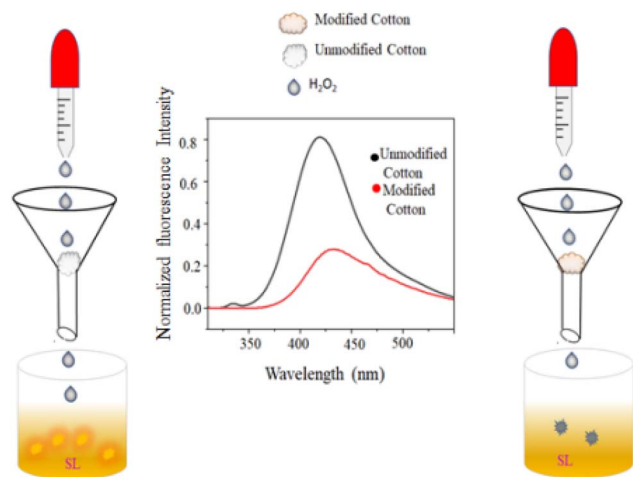 Modified Cotton
Unmodified Cotton
H₂O₂
Normalized fluorescence Intensity
0.8
0.6
0.4
0.2
0.0
Unmodified
Cotton
Modified
Cotton
350
400
450
500
Wavelength (nm)
SL
SL